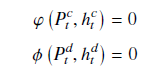 φ (P_t^c, h_t^c) = 0
ϕ (P_t^d, h_t^d) = 0